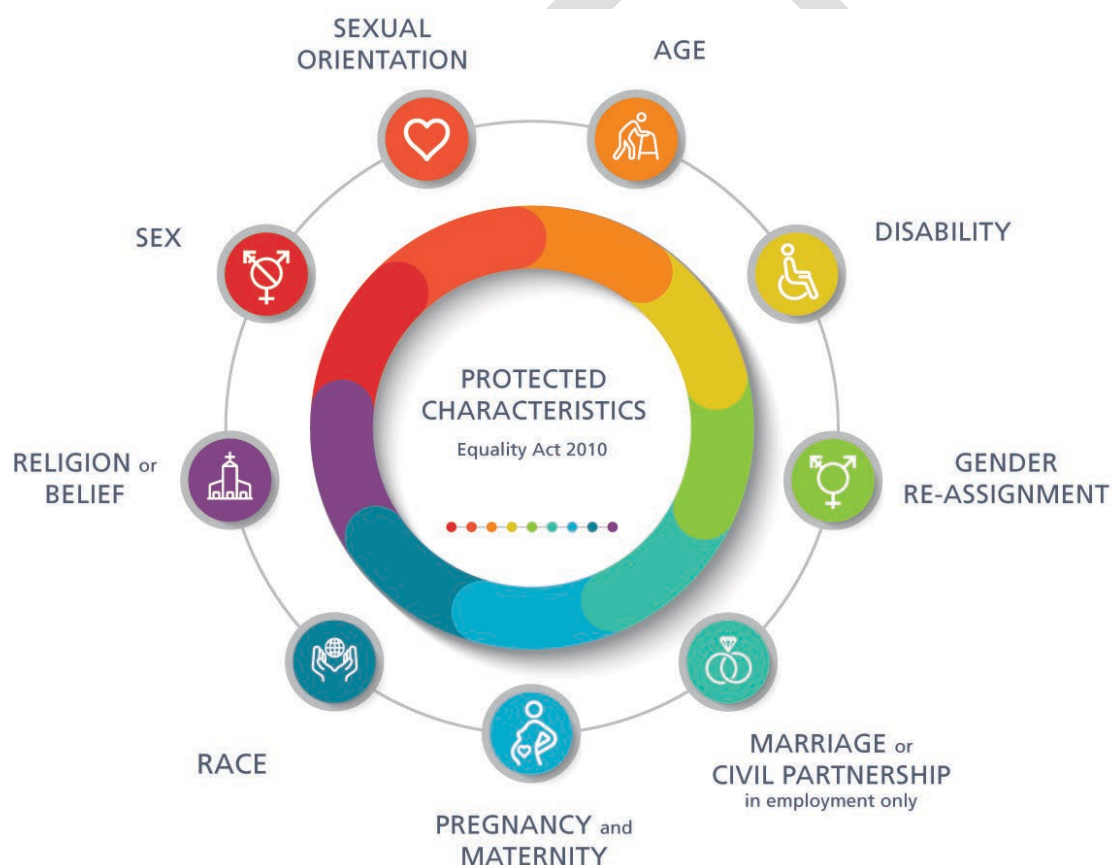 SEXUAL
ORIENTATION
AGE
DISABILITY
GENDER
RE-ASSIGNMENT
MARRIAGE or
CIVIL PARTNERSHIP
in employment only
PREGNANCY and
MATERNITY
RACE
RELIGION or
BELIEF
SEX
PROTECTED
CHARACTERISTICS
Equality Act 2010